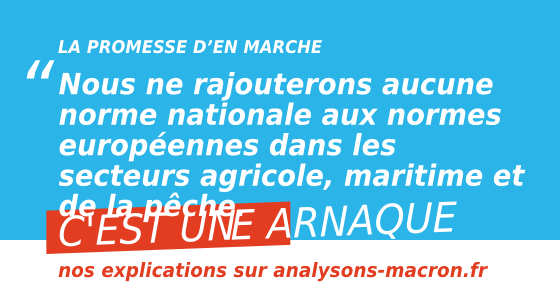 LA PROMESSE D’EN MARCHE
“ Nous ne rajouterons aucune
norme nationale aux normes
européennes dans les
secteurs agricole, maritime et
de la pêche
C'EST UNE ARNAQUE
nos explications sur analysons-macron.fr